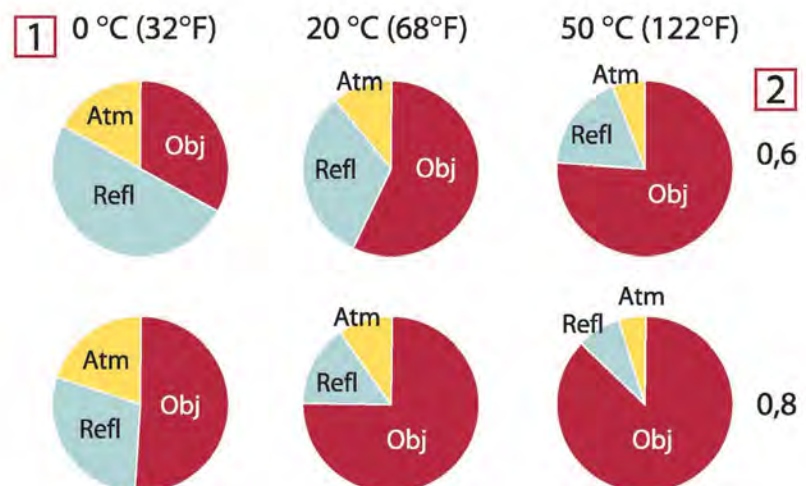 1 0 °C (32°F) 20 °C (68°F) 50 °C (122°F)
2
Atm Obj Refl
Atm Refl Obj
Atm Refl Obj
0,6
Atm Obj Refl
Atm Refl Obj
Atm Refl Obj
0,8